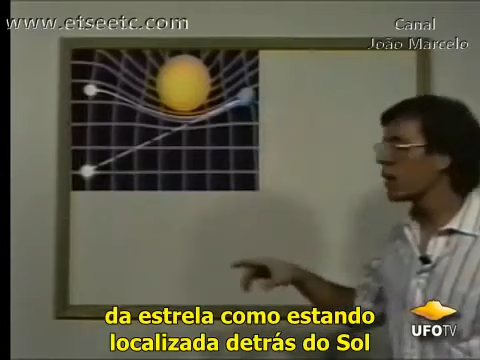 www.etseetc.com
Canal
João Marcelo
da estrela como estando
localizada detrás do Sol
UFOTV